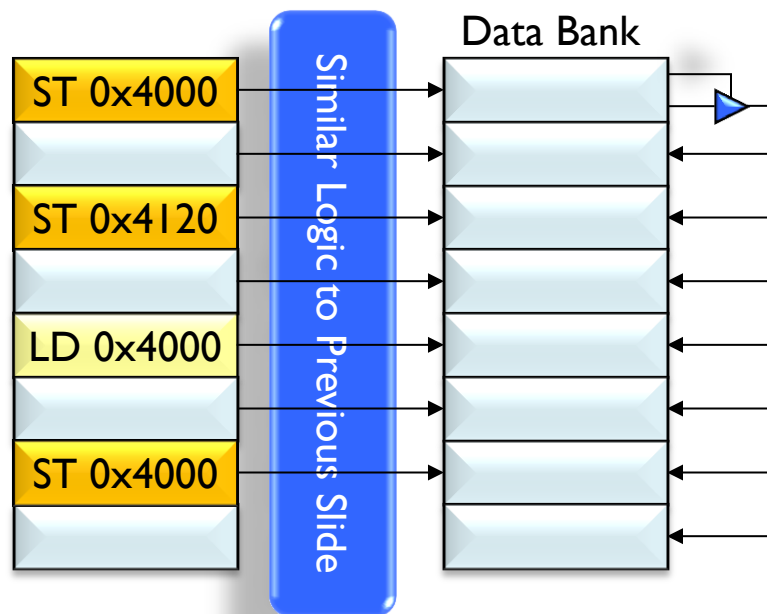 Data Bank
ST 0x4000
ST 0x4120
LD 0x4000
ST 0x4000
Similar Logic to Previous Slide